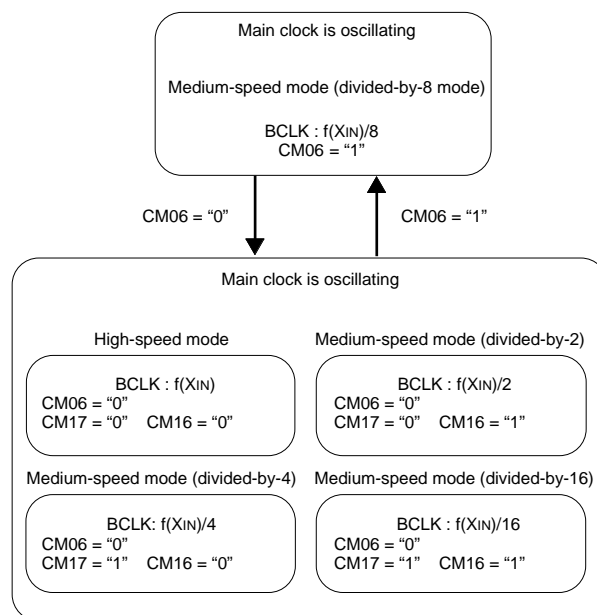 Main clock is oscillating
Medium-speed mode (divided-by-8 mode)
BCLK : f(XIN)/8
CM06 = “1”
CM06 = “0”
CM06 = “1”
Main clock is oscillating
High-speed mode
BCLK : f(XIN)
CM06 = “0”
CM17 = “0” CM16 = “0”
Medium-speed mode (divided-by-2)
BCLK : f(XIN)/2
CM06 = “0”
CM17 = “0” CM16 = “1”
Medium-speed mode (divided-by-4)
BCLK: f(XIN)/4
CM06 = “0”
CM17 = “1” CM16 = “0”
Medium-speed mode (divided-by-16)
BCLK : f(XIN)/16
CM06 = “0”
CM17 = “1” CM16 = “1”